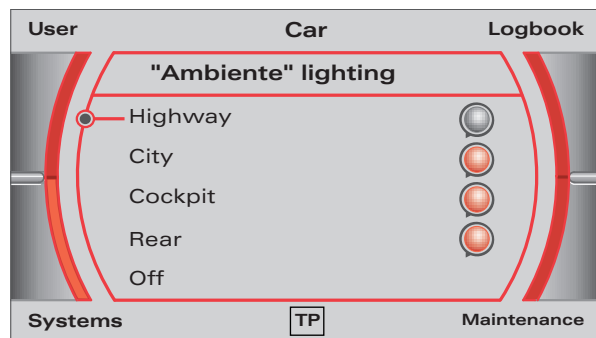 User Car Logbook
"Ambiente" lighting
Highway
City
Cockpit
Rear
Off
Systems TP Maintenance